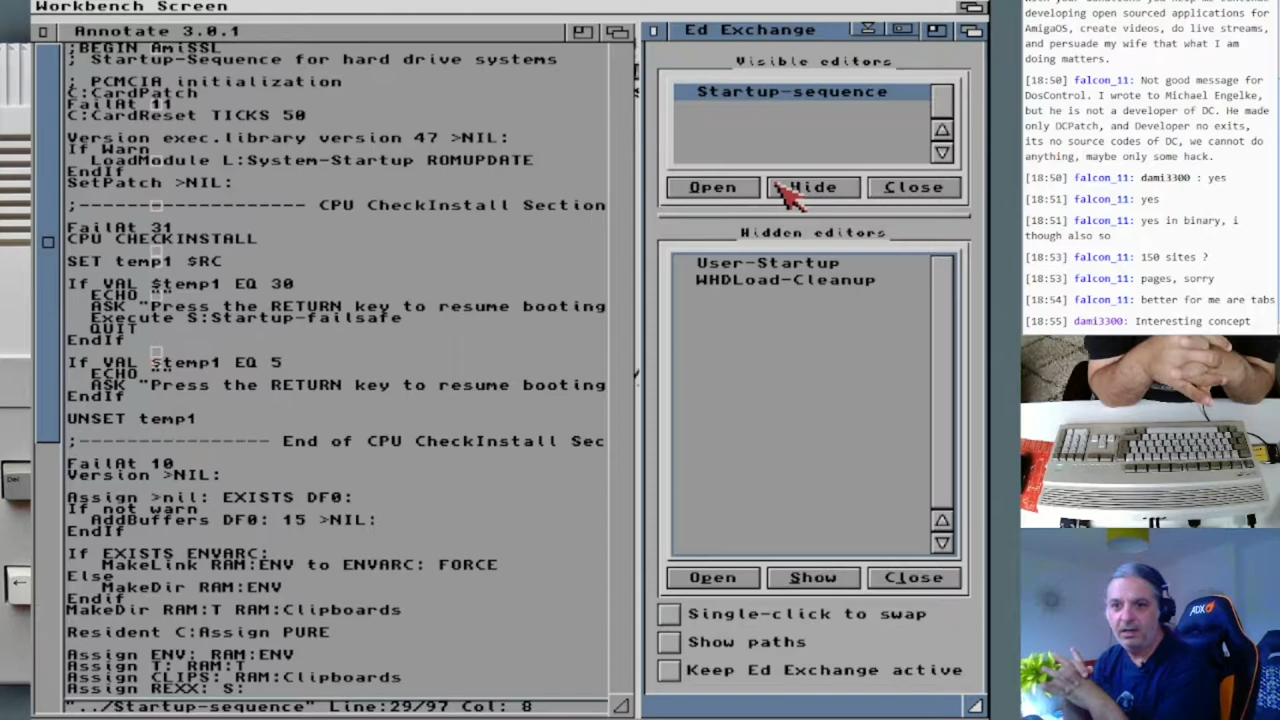 Workbench Screen
Annotate 3.0.1
;BEGIN AmiSSL
; Startup-Sequence for hard drive systems
; PCMCIA initialization
C:CardPatch
FailAt 11
C:CardReset TICKS 50
Version exec.library version 47 >NIL:
If Warn
LoadModule L:System-Startup ROMUPDATE
EndIf
SetPatch >NIL:
;-------------------- CPU CheckInstall Section
FailAt 31
CPU CHECKINSTALL
SET temp1 $RC
If VAL $temp1 EQ 30
ECHO ""
ASK "Press the RETURN key to resume booting
Execute S:Startup-failsafe
QUIT
EndIf
If VAL $temp1 EQ 5
ECHO ""
ASK "Press the RETURN key to resume booting
EndIf
UNSET temp1
;----------------- End of CPU CheckInstall Sec
FailAt 10
Version >NIL:
Assign >nil: EXISTS DF0:
If not warn
AddBuffers DF0: 15 >NIL:
EndIf
If EXISTS ENVARC:
MakeLink RAM:ENV to ENVARC: FORCE
Else
MakeDir RAM:ENV
Endif
MakeDir RAM:T RAM:Clipboards
Resident C:Assign PURE
Assign ENV: RAM:ENV
Assign T: RAM:T
Assign CLIPS: RAM:Clipboards
Assign REXX: S:
"../Startup-sequence" Line:29/97 Col: 8
Ed Exchange
Visible editors
Startup-sequence
Open Hide Close
Hidden editors
User-Startup
WHDLoad-Cleanup
Open Show Close
Single-click to swap
Show paths
Keep Ed Exchange active
With your donations you help me continue
developing open sourced applications for
AmigaOS, create videos, do live streams,
and persuade my wife that what I am
doing matters.
[18:50] falcon_11: Not good message for
DosControl. I wrote to Michael Engelke,
but he is not a developer of DC. He made
only DCPatch, and Developer no exits,
its no source codes of DC, we cannot do
anything, maybe only some hack.
[18:50] falcon_11: dami3300 : yes
[18:51] falcon_11: yes
[18:51] falcon_11: yes in binary, i
though also so
[18:53] falcon_11: 150 sites ?
[18:53] falcon_11: pages, sorry
[18:54] falcon_11: better for me are tabs
[18:55] dami3300: Interesting concept
Del
ADX